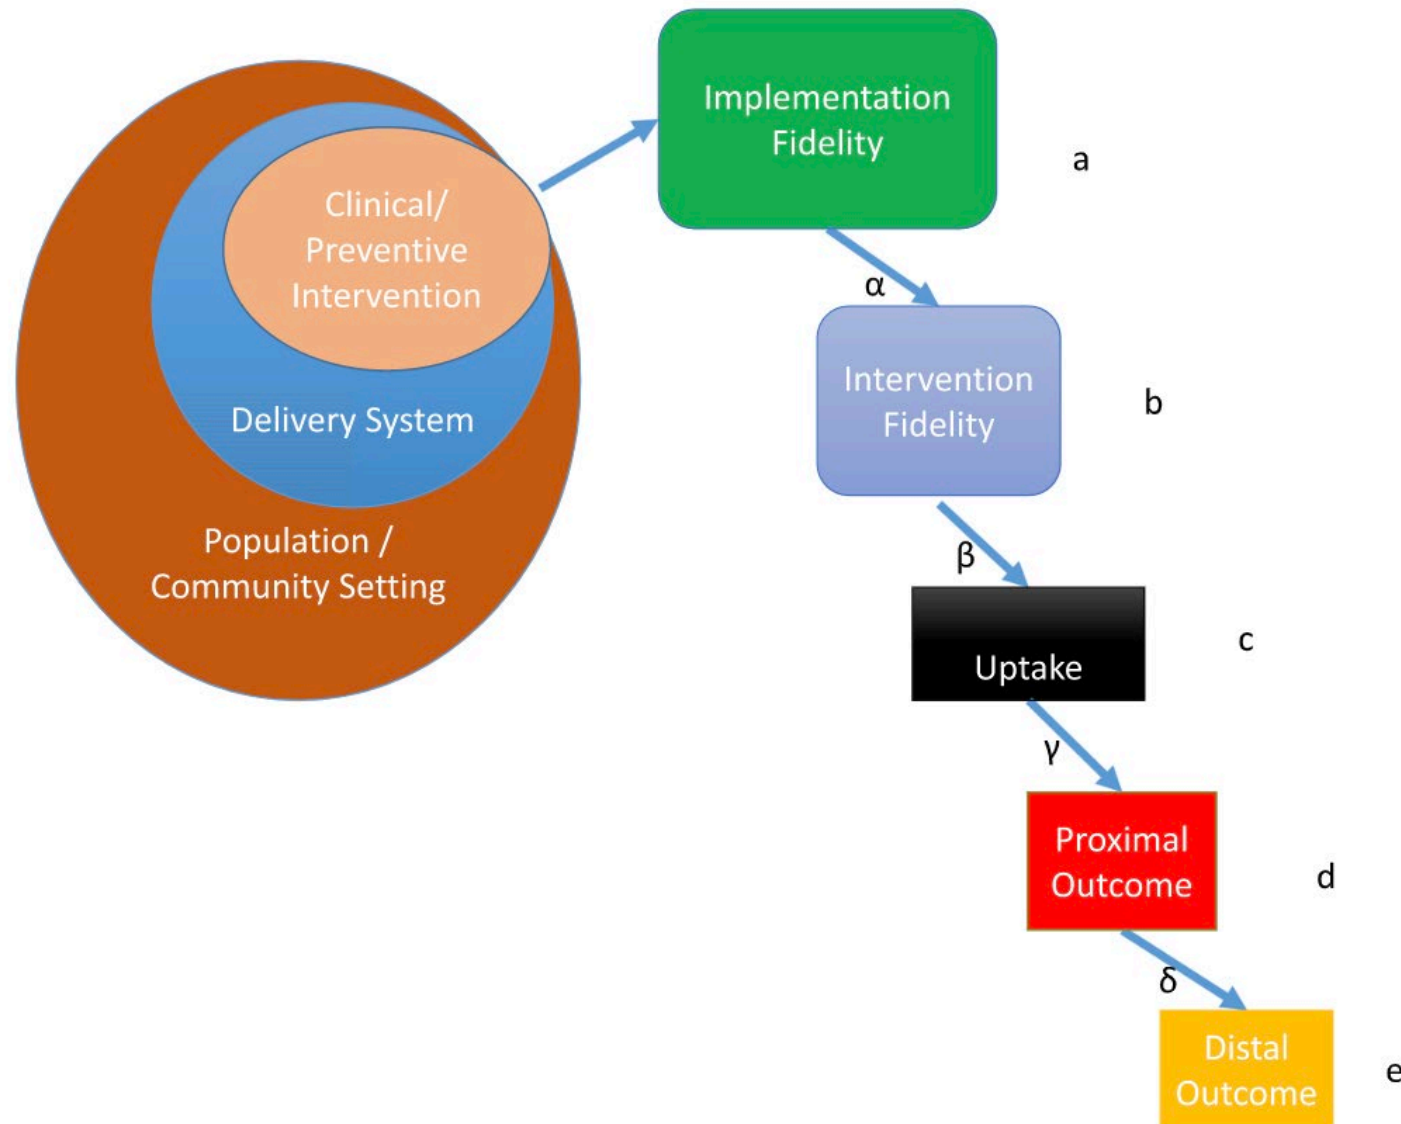 Implementation
Fidelity
a
Clinical/
Preventive
Intervention
α
Intervention
Fidelity
b
Delivery System
Population /
Community Setting
β
Uptake
c
γ
Proximal
Outcome
d
δ
Distal
Outcome
e